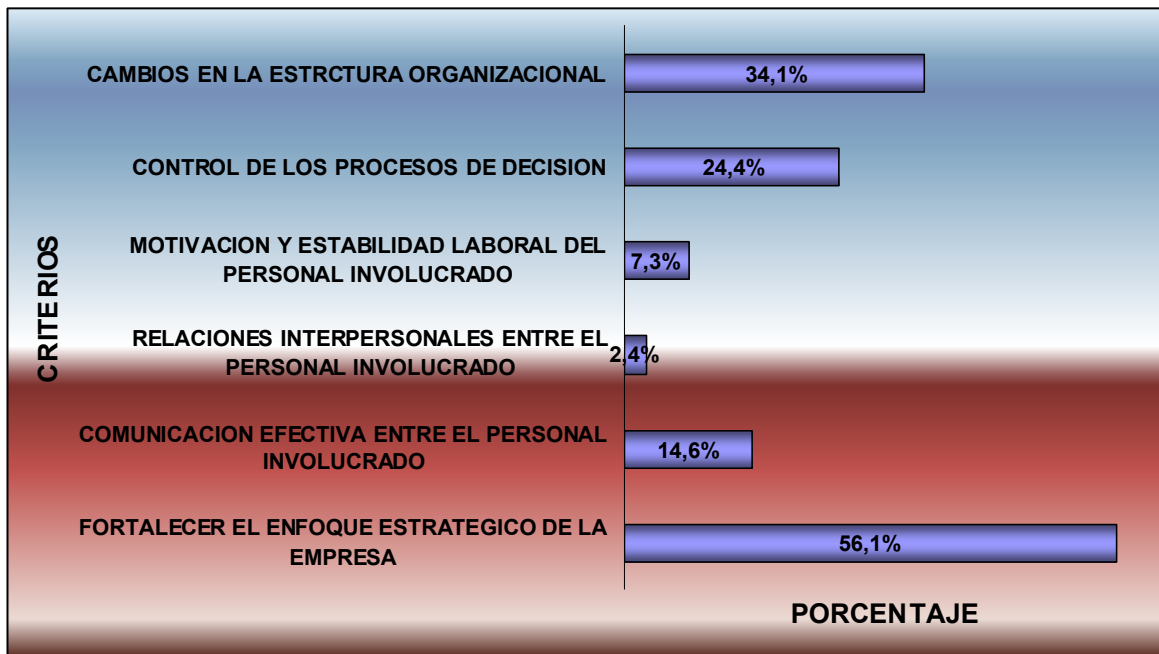 CAMBIOS EN LA ESTRCTURA ORGANIZACIONAL
34,1%
CONTROL DE LOS PROCESOS DE DECISION
24,4%
MOTIVACION Y ESTABILIDAD LABORAL DEL
PERSONAL INVOLUCRADO
7,3%
RELACIONES INTERPERSONALES ENTRE EL
PERSONAL INVOLUCRADO
2,4%
COMUNICACION EFECTIVA ENTRE EL PERSONAL
INVOLUCRADO
14,6%
FORTALECER EL ENFOQUE ESTRATEGICO DE LA
EMPRESA
56,1%
CRITERIOS
PORCENTAJE